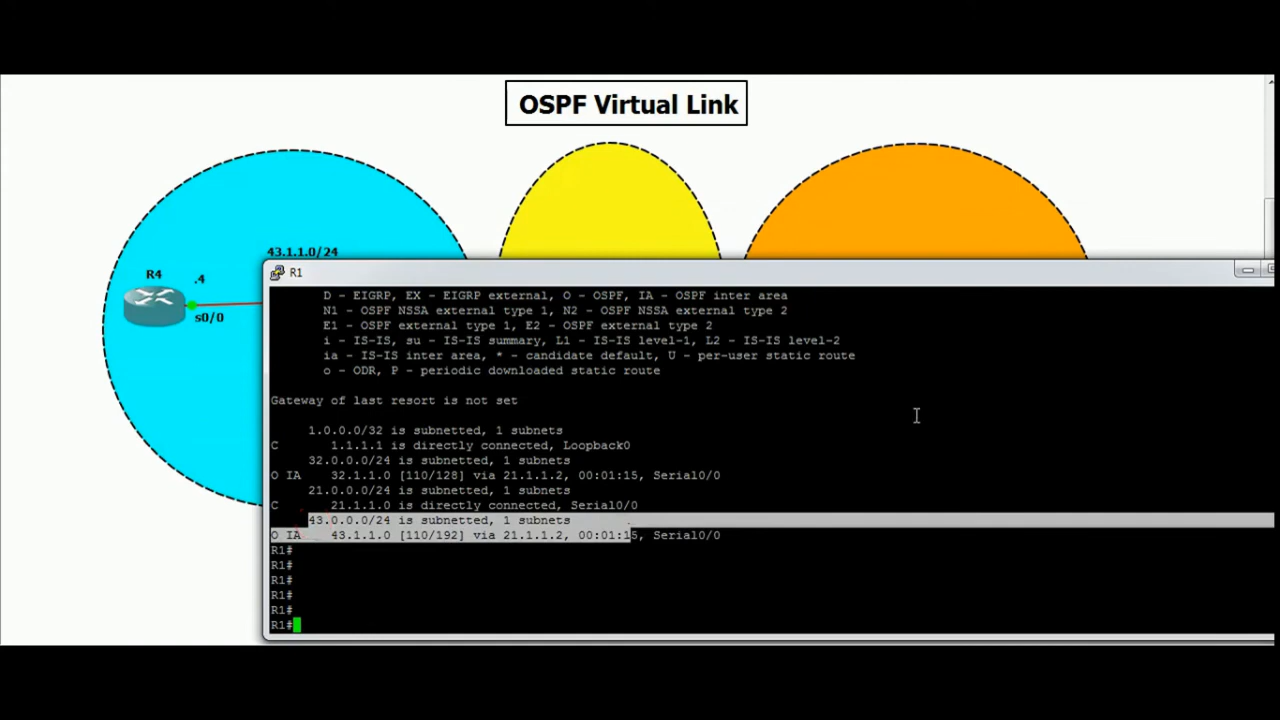 OSPF Virtual Link
43.1.1.0/24
R4
.4
s0/0
R1
D - EIGRP, EX - EIGRP external, O - OSPF, IA - OSPF inter area
N1 - OSPF NSSA external type 1, N2 - OSPF NSSA external type 2
E1 - OSPF external type 1, E2 - OSPF external type 2
i - IS-IS, su - IS-IS summary, L1 - IS-IS level-1, L2 - IS-IS level-2
ia - IS-IS inter area, * - candidate default, U - per-user static route
o - ODR, P - periodic downloaded static route
Gateway of last resort is not set
1.0.0.0/32 is subnetted, 1 subnets
C 1.1.1.1 is directly connected, Loopback0
32.0.0.0/24 is subnetted, 1 subnets
O IA 32.1.1.0 [110/128] via 21.1.1.2, 00:01:15, Serial0/0
21.0.0.0/24 is subnetted, 1 subnets
C 21.1.1.0 is directly connected, Serial0/0
43.0.0.0/24 is subnetted, 1 subnets
O IA 43.1.1.0 [110/192] via 21.1.1.2, 00:01:15, Serial0/0
R1#
R1#
R1#
R1#
R1#
R1#